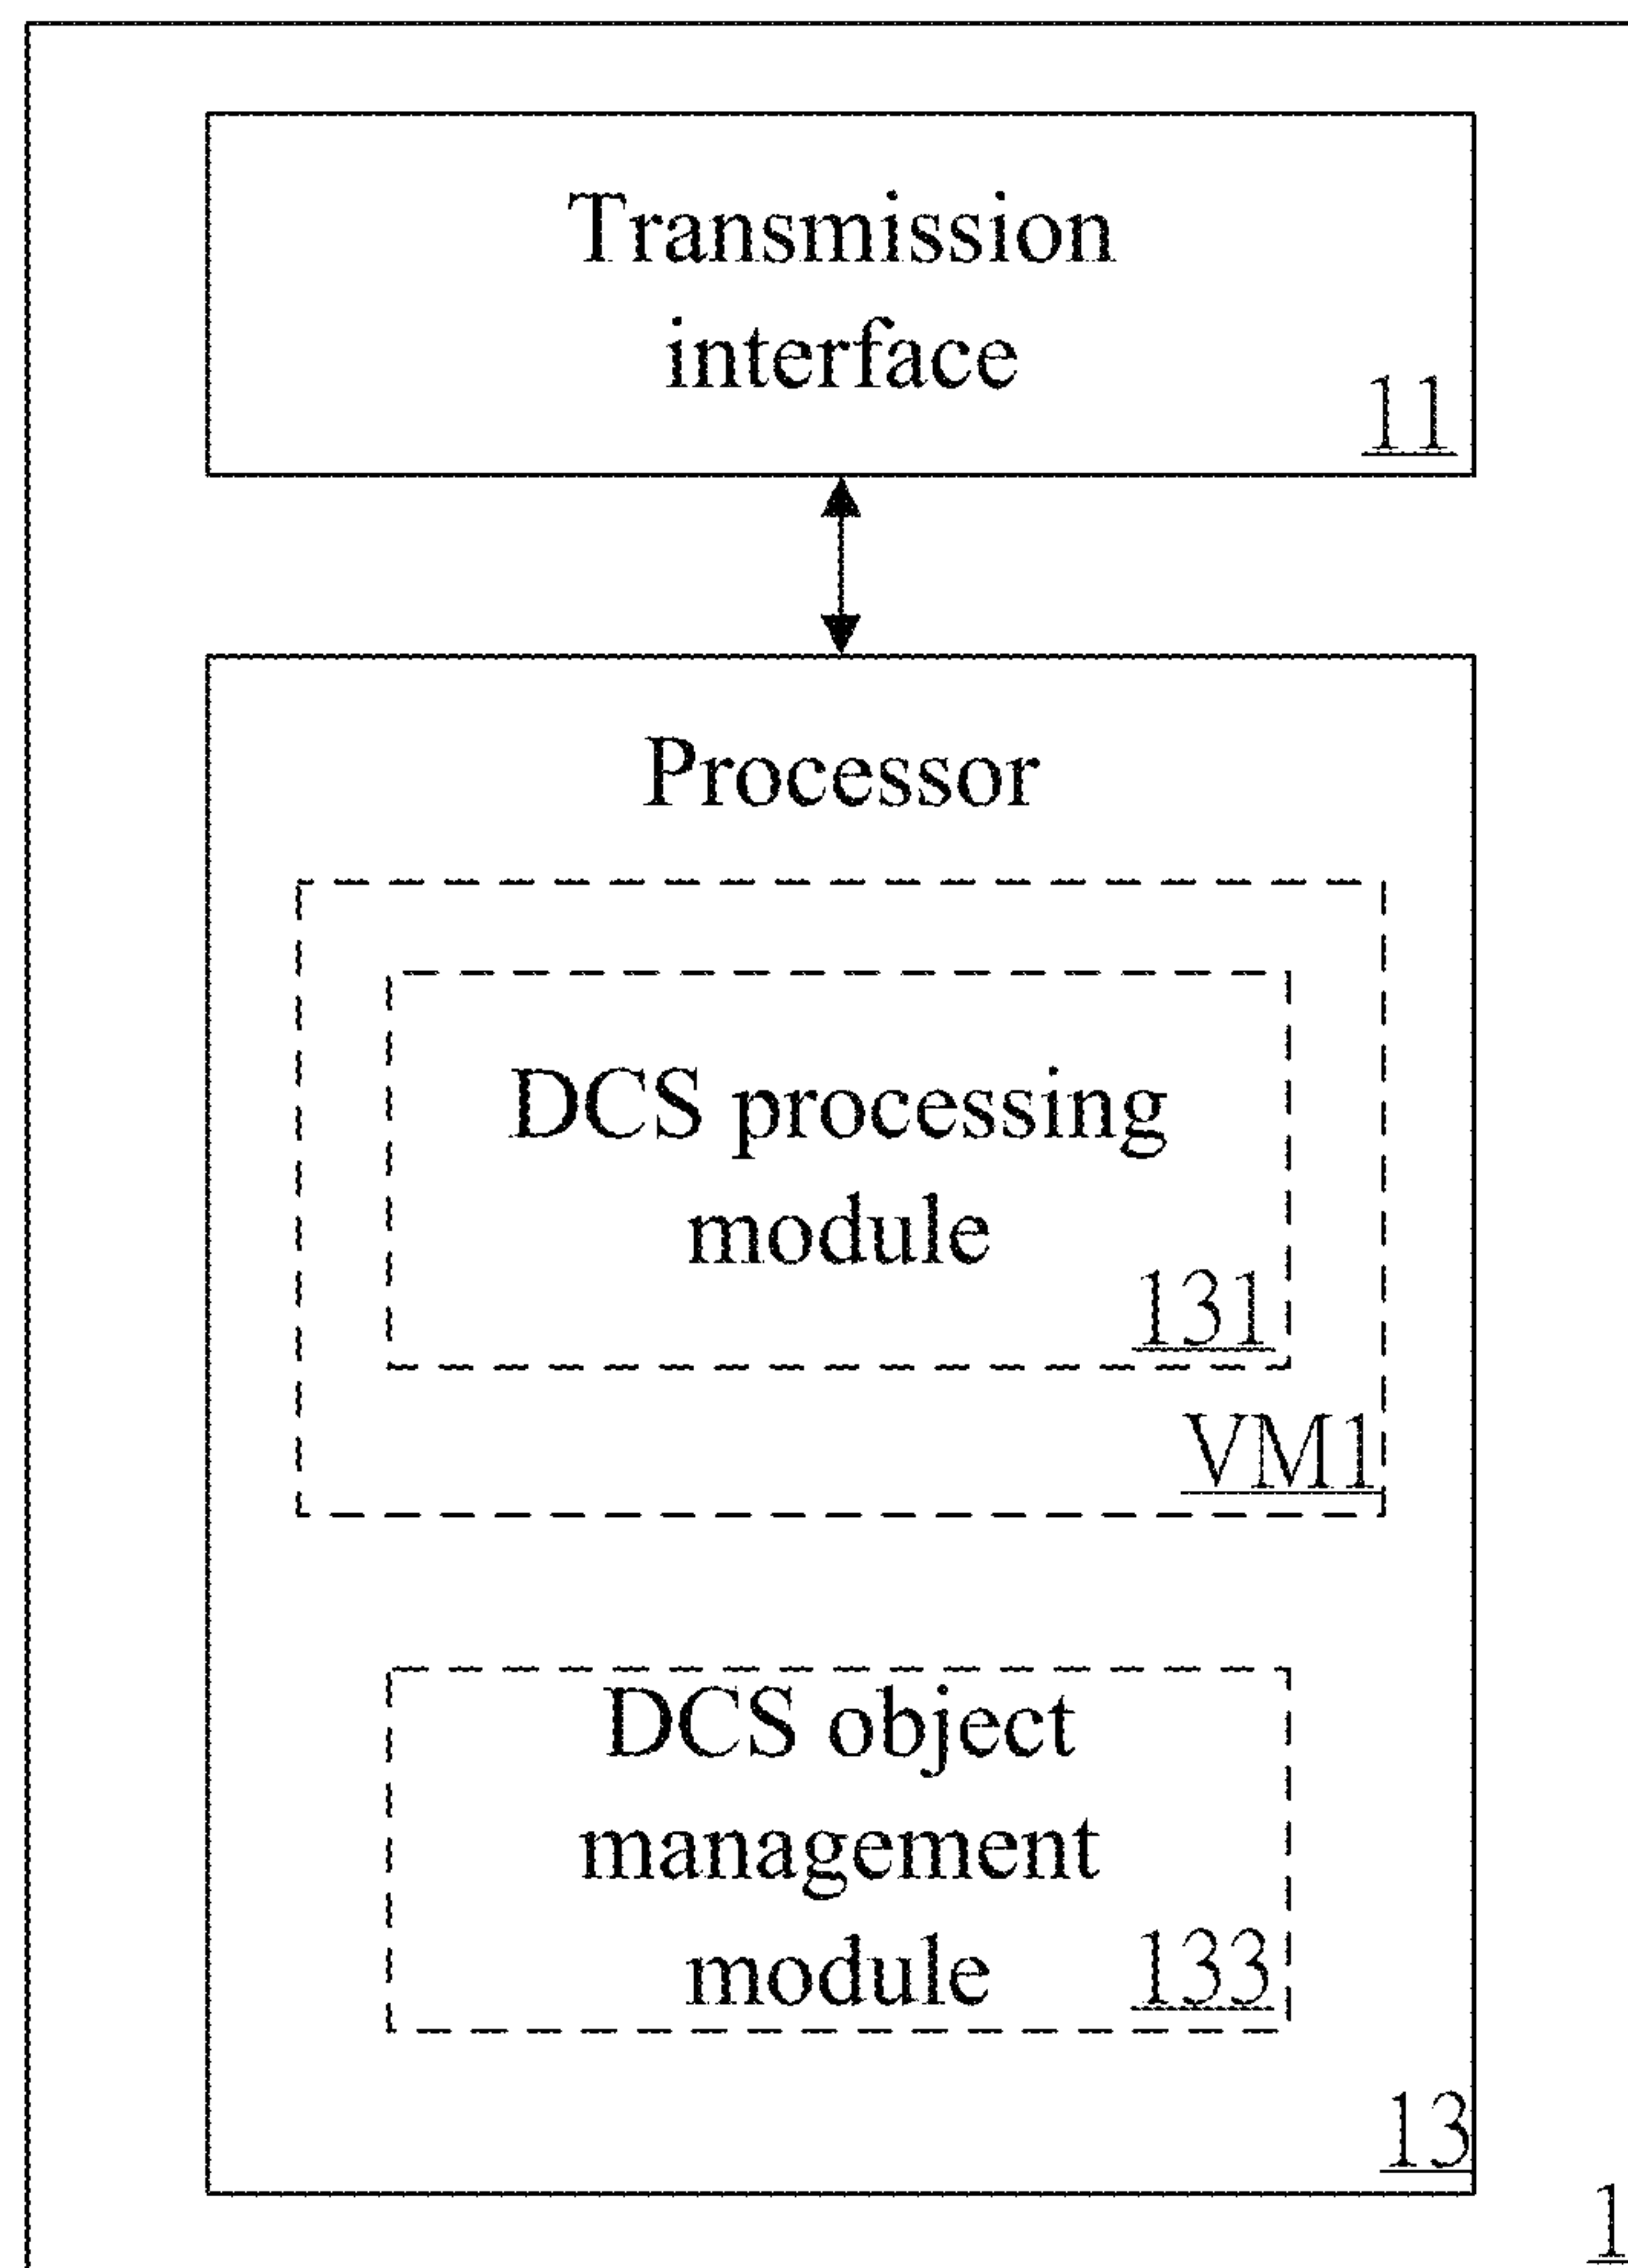 Transmission
interface
11
Processor
DCS processing
module
131
VM1
DCS object
management
module 133
13
1